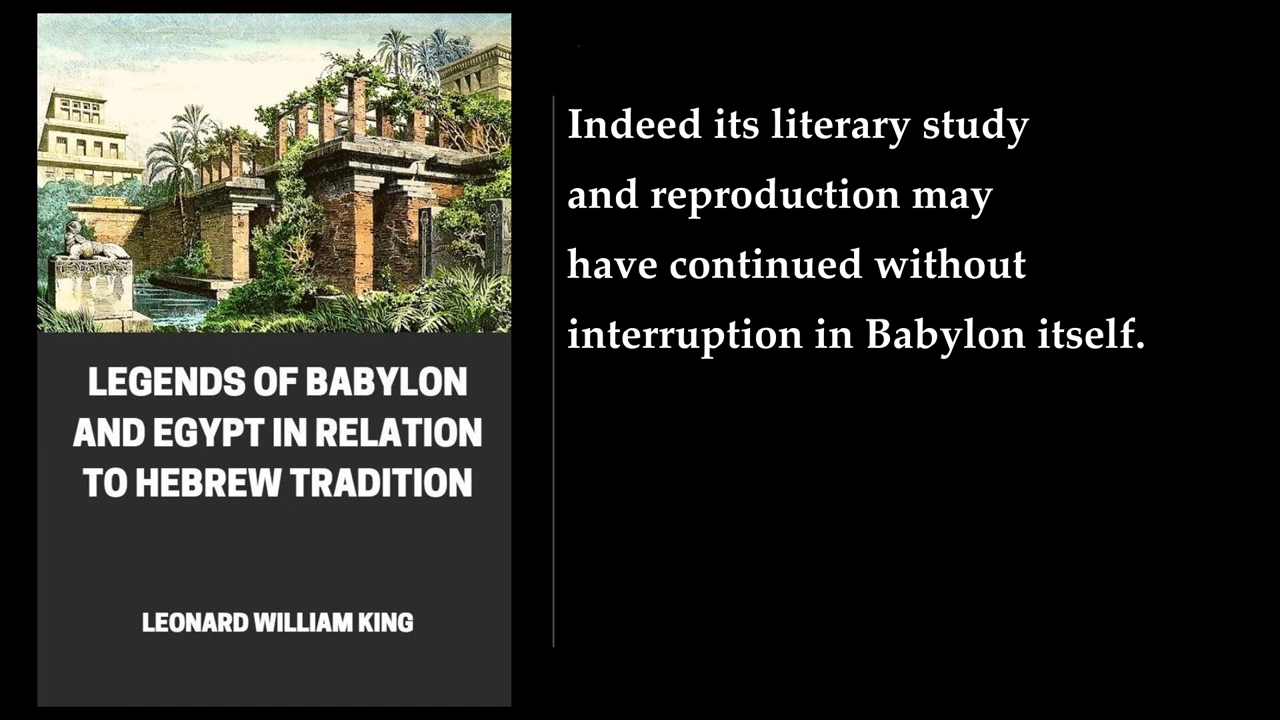 LEGENDS OF BABYLON
AND EGYPT IN RELATION
TO HEBREW TRADITION
LEONARD WILLIAM KING
Indeed its literary study
and reproduction may
have continued without
interruption in Babylon itself.